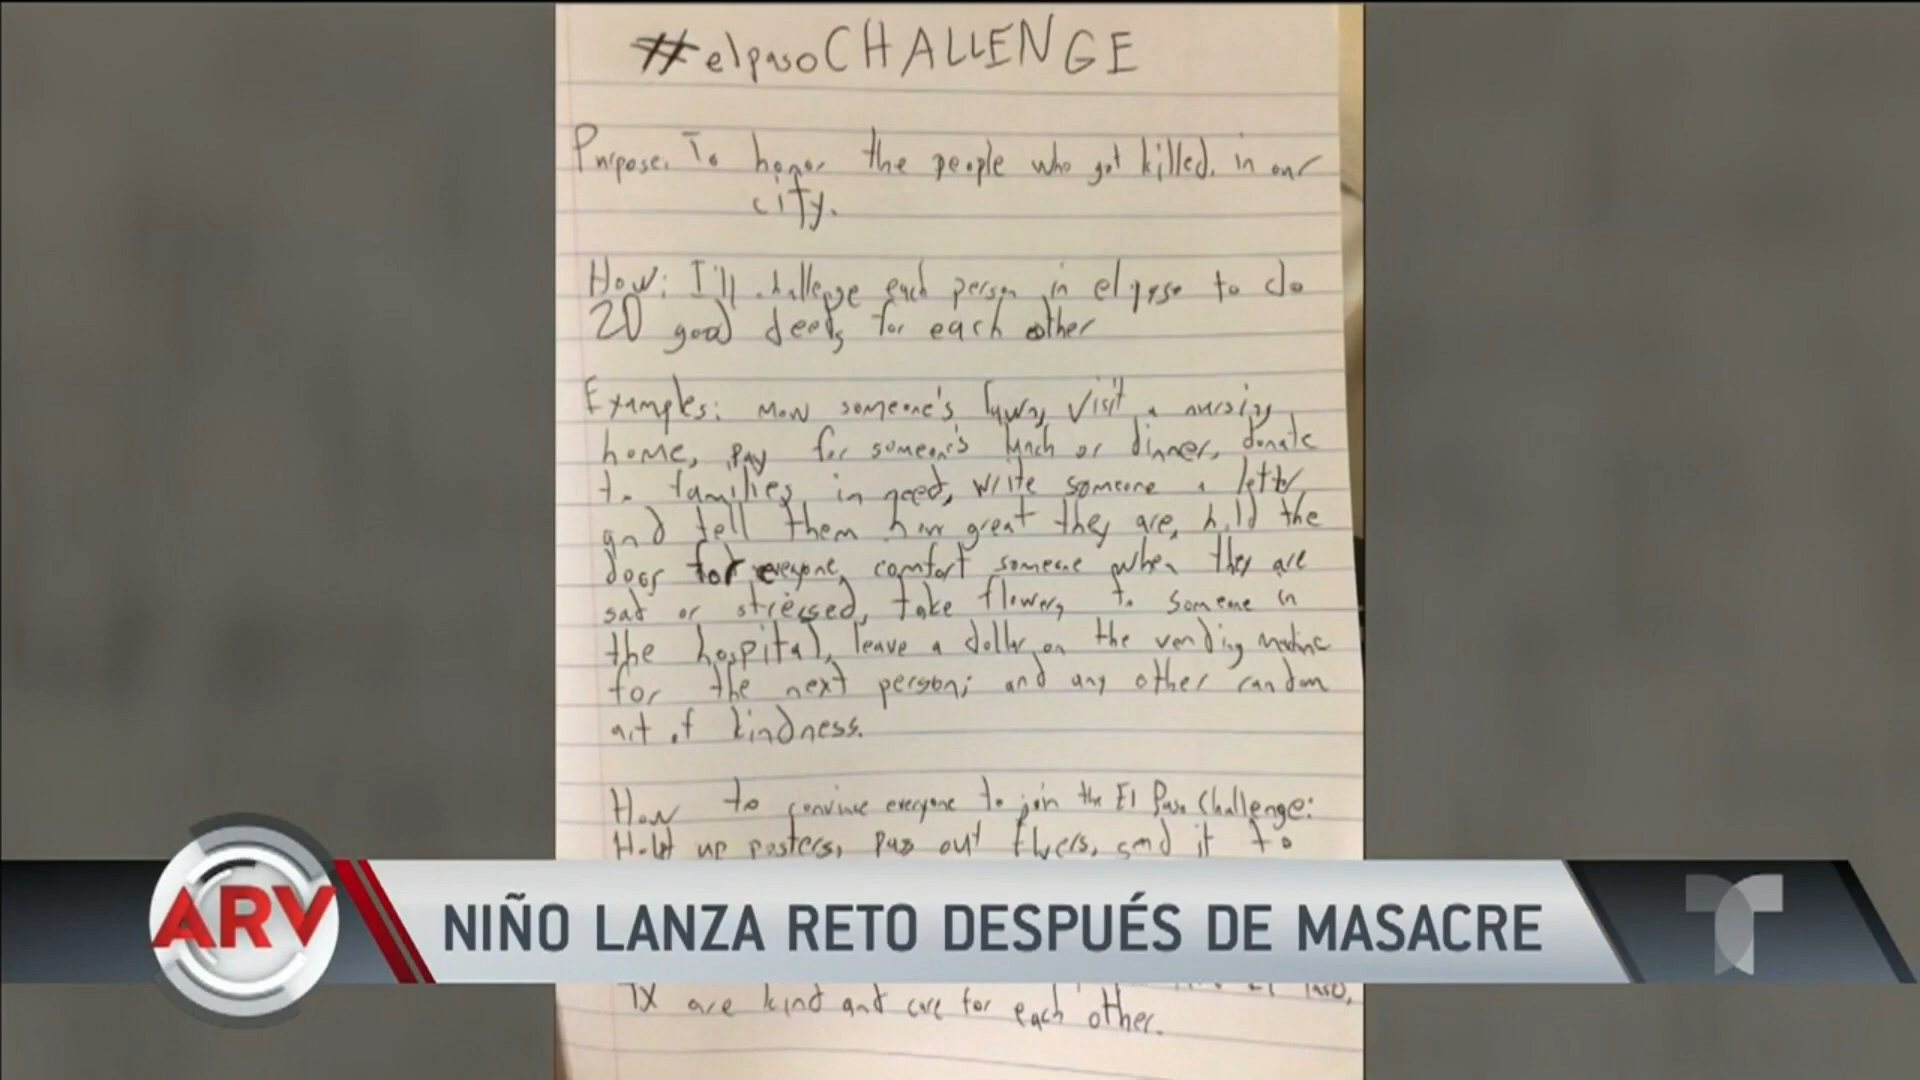 #elpasoCHALLENGE
Purpose. To honor the people who got killed. in our
city.
How: I'll challenge each person in el paso to do
20 good deeds for each other
Examples: mow someone's lawn, visit a nursing
home, pay for someone's lunch or dinner, donate
to families in need, write someone a letter
and tell them how great they are, hold the
door for everyone, comfort someone when they are
sad or stressed, take flowers to someone in
the hospital, leave a dollar on the vending machine
for the next person; and any other random
act of kindness.
How to convince everyone to join the El Paso Challenge:
Hold up posters, pass out flyers, send it to
ARV
NIÑO LANZA RETO DESPUÉS DE MASACRE
T
El Paso,
TX are kind and care for each other.